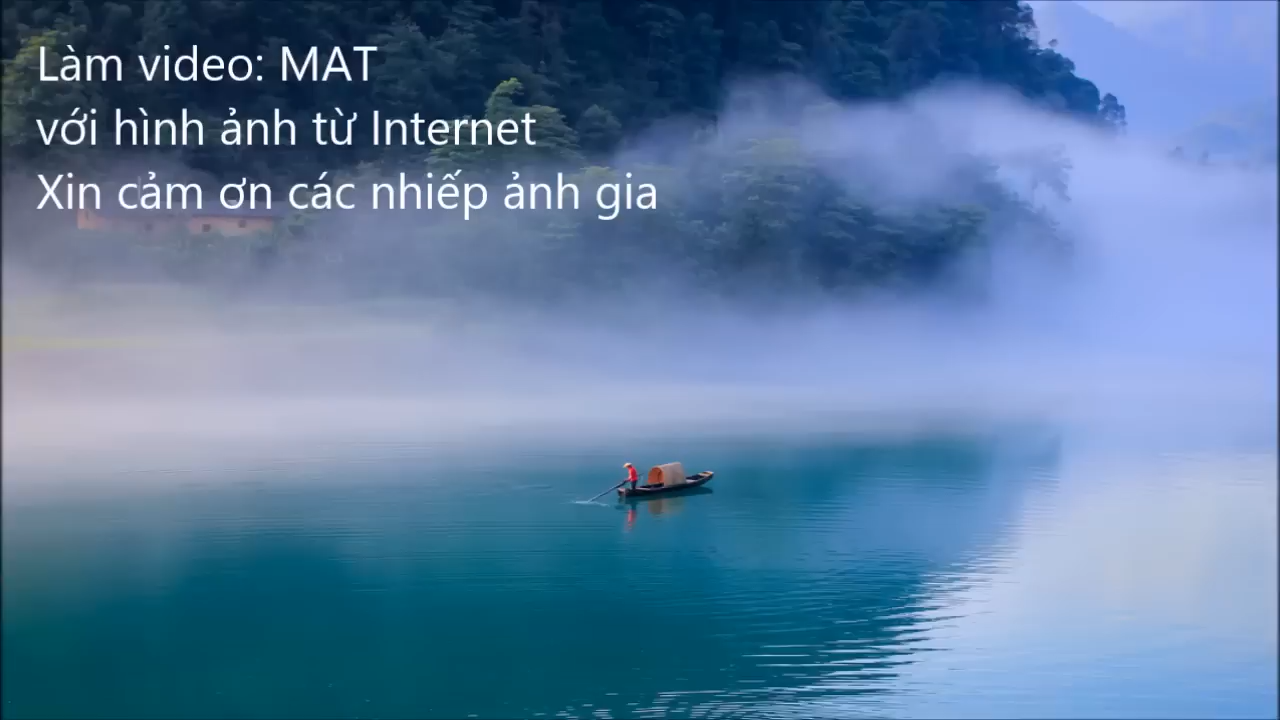 Làm video: MAT
với hình ảnh từ Internet
Xin cảm ơn các nhiếp ảnh gia